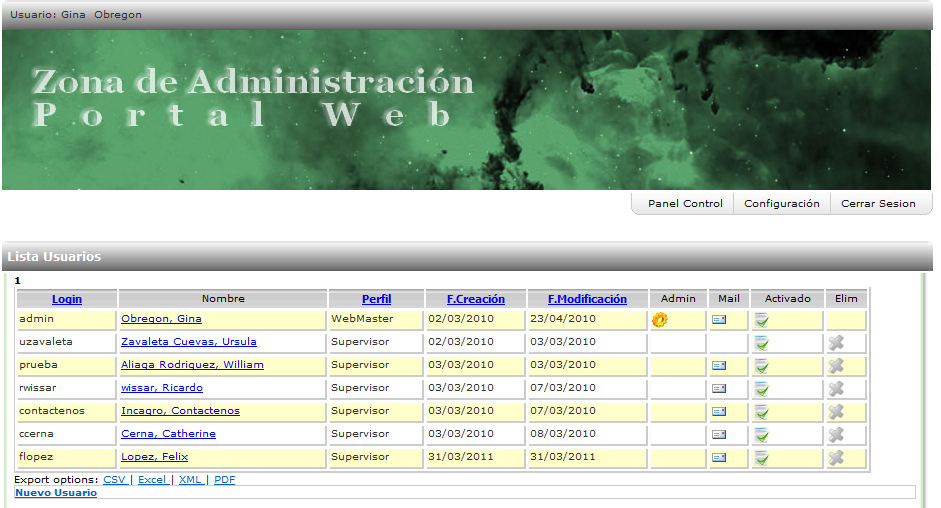 Usuario: Gina Obregon
Zona de Administración
Portal Web
Panel Control Configuración Cerrar Sesion
Lista Usuarios
1
Login Nombre Perfil F.Creación F.Modificación Admin Mail Activado Elim
admin Obregon, Gina WebMaster 02/03/2010 23/04/2010
uzavaleta Zavaleta Cuevas, Ursula Supervisor 02/03/2010 03/03/2010
prueba Aliaga Rodriguez, William Supervisor 03/03/2010 03/03/2010
rwissar wissar, Ricardo Supervisor 03/03/2010 07/03/2010
contactenos Incagro, Contactenos Supervisor 03/03/2010 07/03/2010
ccerna Cerna, Catherine Supervisor 03/03/2010 08/03/2010
flopez Lopez, Felix Supervisor 31/03/2011 31/03/2011
Export options: CSV | Excel | XML | PDF
Nuevo Usuario